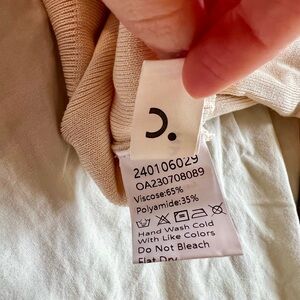 240106029
OA230708089
Viscose:65%
Polyamide:35%
Hand Wash Cold
With Like Colors
Do Not Bleach
Flat Dry